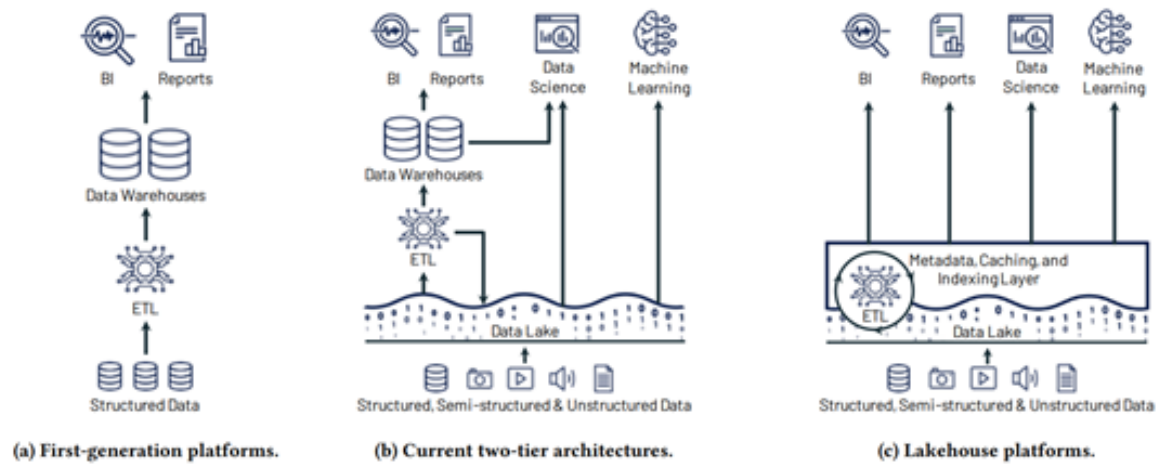 BI
Reports
Data Warehouses
ETL
Structured Data
(a) First-generation platforms.
BI
Reports
Data
Science
Machine
Learning
Data Warehouses
ETL
Data Lake
Structured, Semi-structured & Unstructured Data
(b) Current two-tier architectures.
BI
Reports
Data
Science
Machine
Learning
Metadata, Caching, and
Indexing Layer
ETL
Data Lake
Structured, Semi-structured & Unstructured Data
(c) Lakehouse platforms.